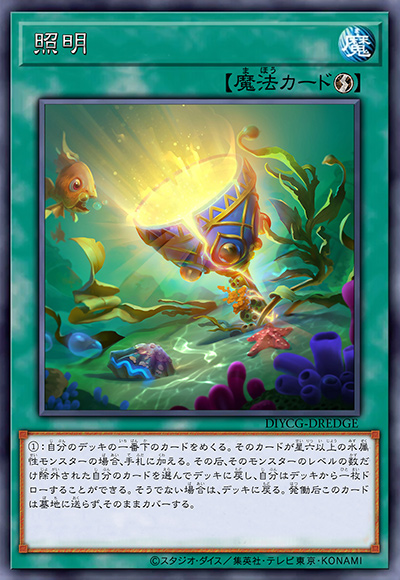 照明
魔
【魔法カード】
DIYCG-DREDGE
①:自分のデッキの一番下のカードをめくる。そのカードが星六以上の水属
性モンスターの場合、手札に加える。その后、そのモンスターのレベルの数だ
け除外された自分のカードを選んでデッキに戻し、自分はデッキから一枚ド
ローすることができる。そうでない場合は、デッキに戻る。発動后このカード
は墓地に送らず、そのままカバーする。
©スタジオ・ダイス/集英社・テレビ東京・KONAMI